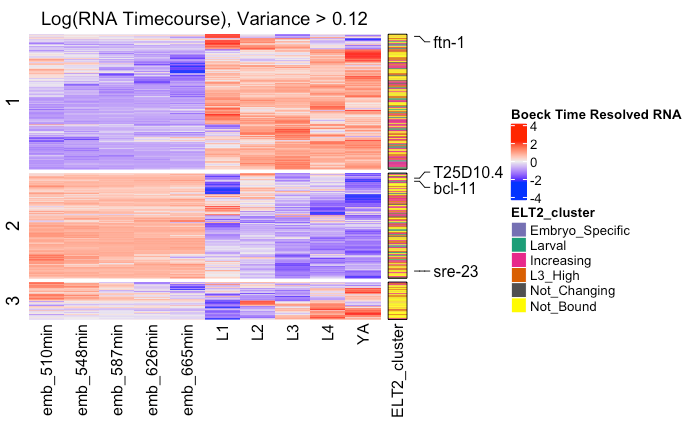 Log(RNA Timecourse), Variance > 0.12
1
2
3
ftn-1
T25D10.4
bcl-11
sre-23
emb_510min
emb_548min
emb_587min
emb_626min
emb_665min
L1
L2
L3
L4
YA
ELT2_cluster
Boeck Time Resolved RNA
4
2
0
-2
-4
ELT2_cluster
Embryo_Specific
Larval
Increasing
L3_High
Not_Changing
Not_Bound